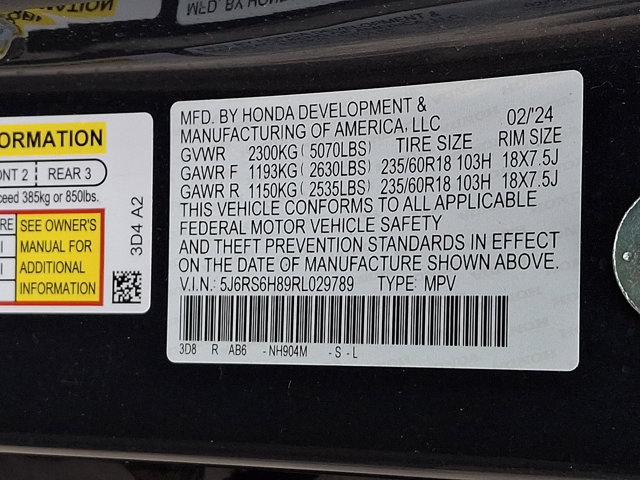 ORMATION
ONT 2 REAR 3
ceed 385kg or 850lbs.
RE SEE OWNER'S
MANUAL FOR
ADDITIONAL
INFORMATION
3D4 A2
MFD. BY HONDA DEVELOPMENT &
MANUFACTURING OF AMERICA, LLC 02/'24
GVWR 2300KG ( 5070LBS) TIRE SIZE RIM SIZE
GAWR F 1193KG ( 2630LBS) 235/60R18 103H 18X7.5J
GAWR R 1150KG ( 2535LBS) 235/60R18 103H 18X7.5J
THIS VEHICLE CONFORMS TO ALL APPLICABLE
FEDERAL MOTOR VEHICLE SAFETY
AND THEFT PREVENTION STANDARDS IN EFFECT
ON THE DATE OF MANUFACTURE SHOWN ABOVE.
V.I.N.: 5J6RS6H89RL029789 TYPE: MPV
3D8 R AB6 -NH904M -S-L